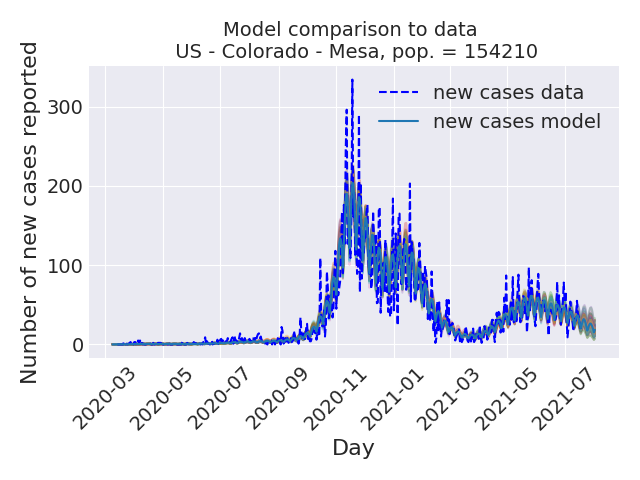 Model comparison to data
US - Colorado - Mesa, pop. = 154210
Number of new cases reported
300
200
100
0
new cases data
new cases model
2020-03
2020-05
2020-07
2020-09
2020-11
2021-01
2021-03
2021-05
2021-07
Day